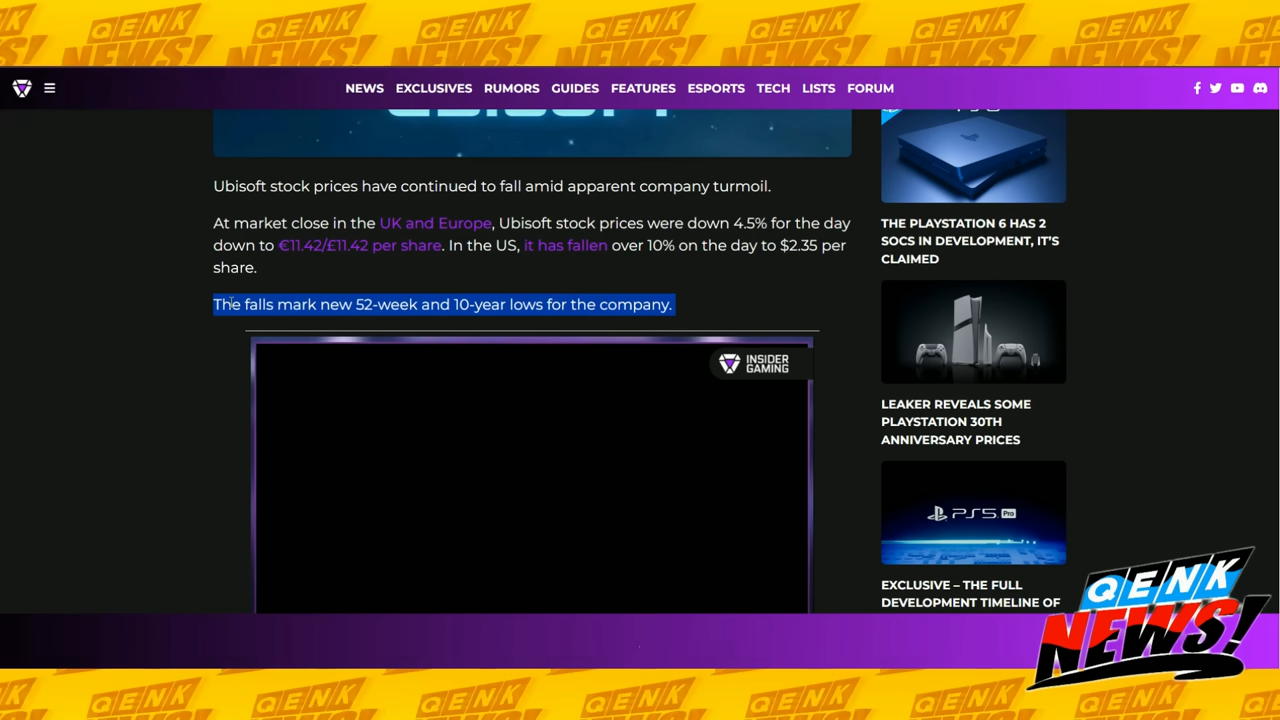 QENK NEWS!
NEWS EXCLUSIVES RUMORS GUIDES FEATURES ESPORTS TECH LISTS FORUM
UBISOFT
Ubisoft stock prices have continued to fall amid apparent company turmoil.
At market close in the UK and Europe, Ubisoft stock prices were down 4.5% for the day
down to €11.42/£11.42 per share. In the US, it has fallen over 10% on the day to $2.35 per
share.
The falls mark new 52-week and 10-year lows for the company.
INSIDER
GAMING
THE PLAYSTATION 6 HAS 2
SOCS IN DEVELOPMENT, IT'S
CLAIMED
LEAKER REVEALS SOME
PLAYSTATION 30TH
ANNIVERSARY PRICES
PS5 Pro
EXCLUSIVE – THE FULL
DEVELOPMENT TIMELINE OF
QENK
NEWS!